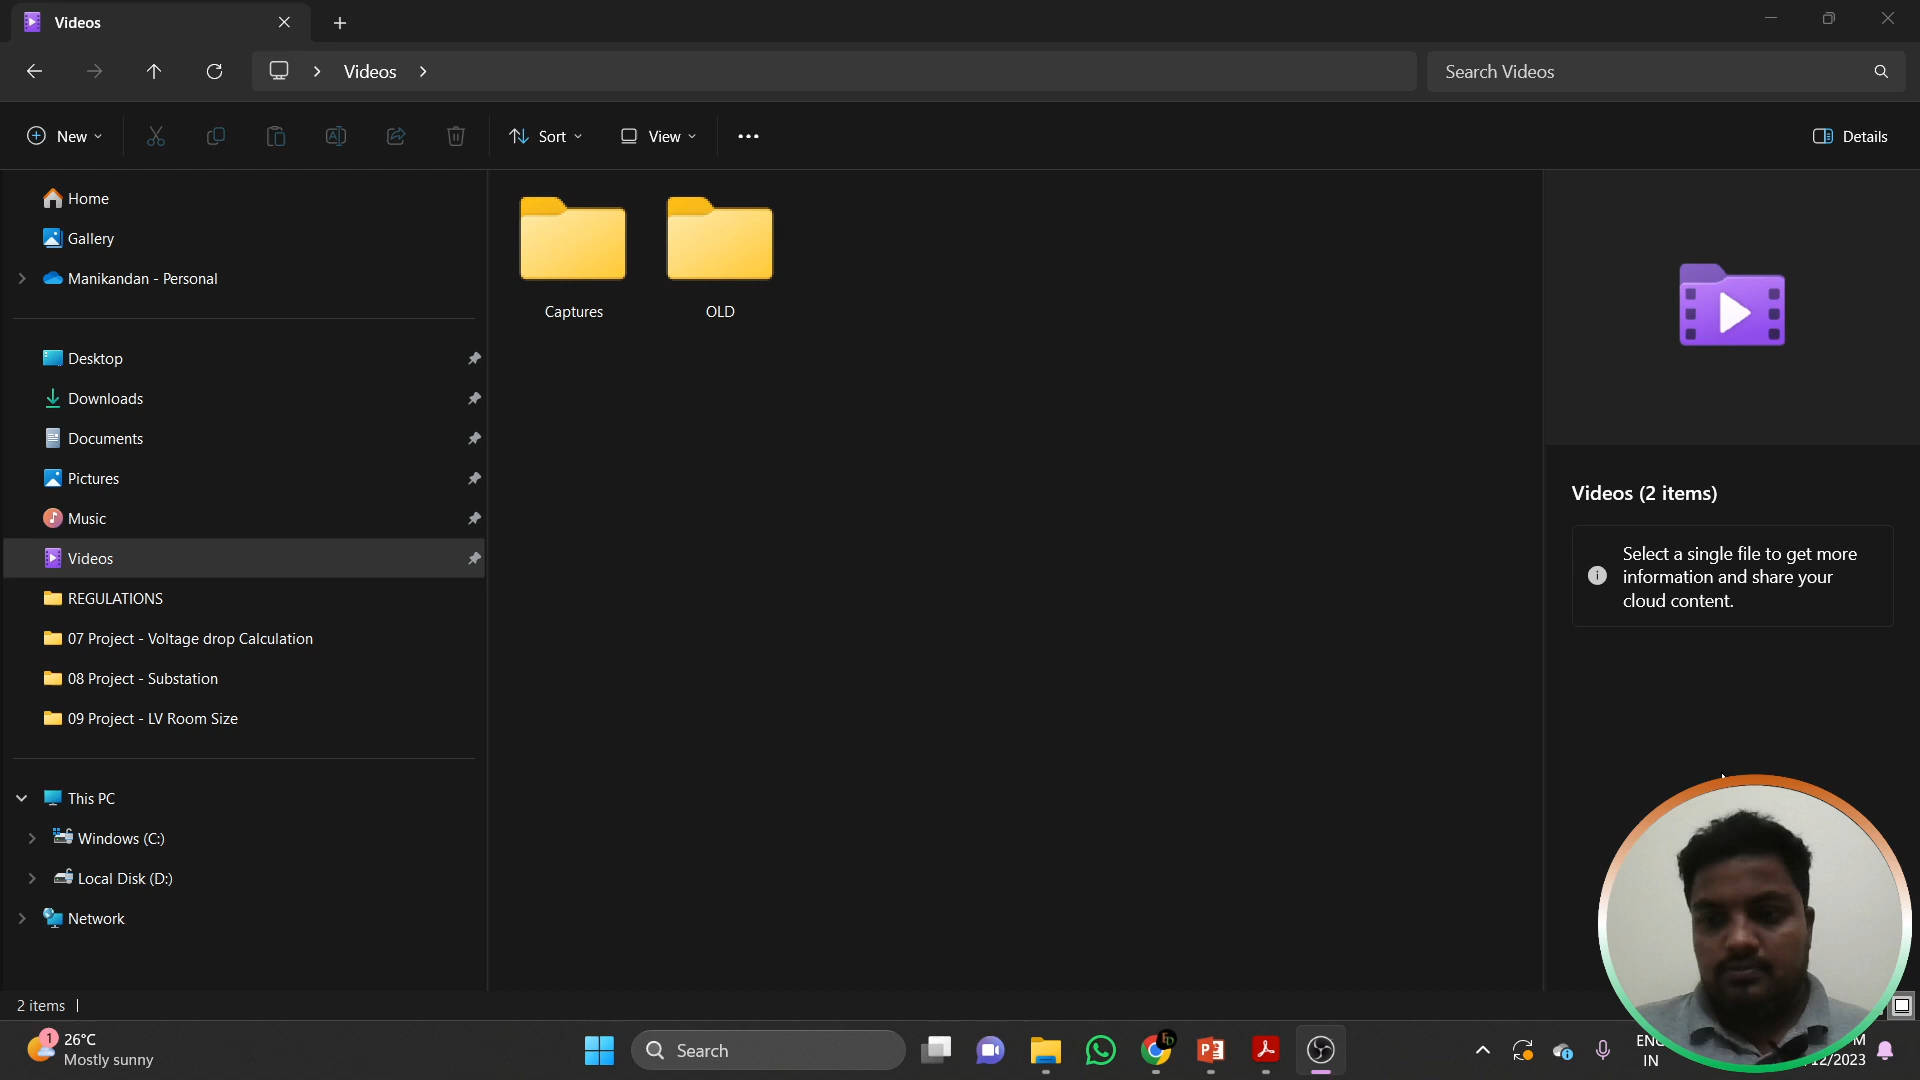 Videos
Videos
Search Videos
New
Sort
View
Details
Home
Gallery
Manikandan - Personal
Desktop
Downloads
Documents
Pictures
Music
Videos
REGULATIONS
07 Project - Voltage drop Calculation
08 Project - Substation
09 Project - LV Room Size
This PC
Windows (C:)
Local Disk (D:)
Network
Captures
OLD
Videos (2 items)
Select a single file to get more
information and share your
cloud content.
2 items
1
26°C
Mostly sunny
Search
IN
12/2023